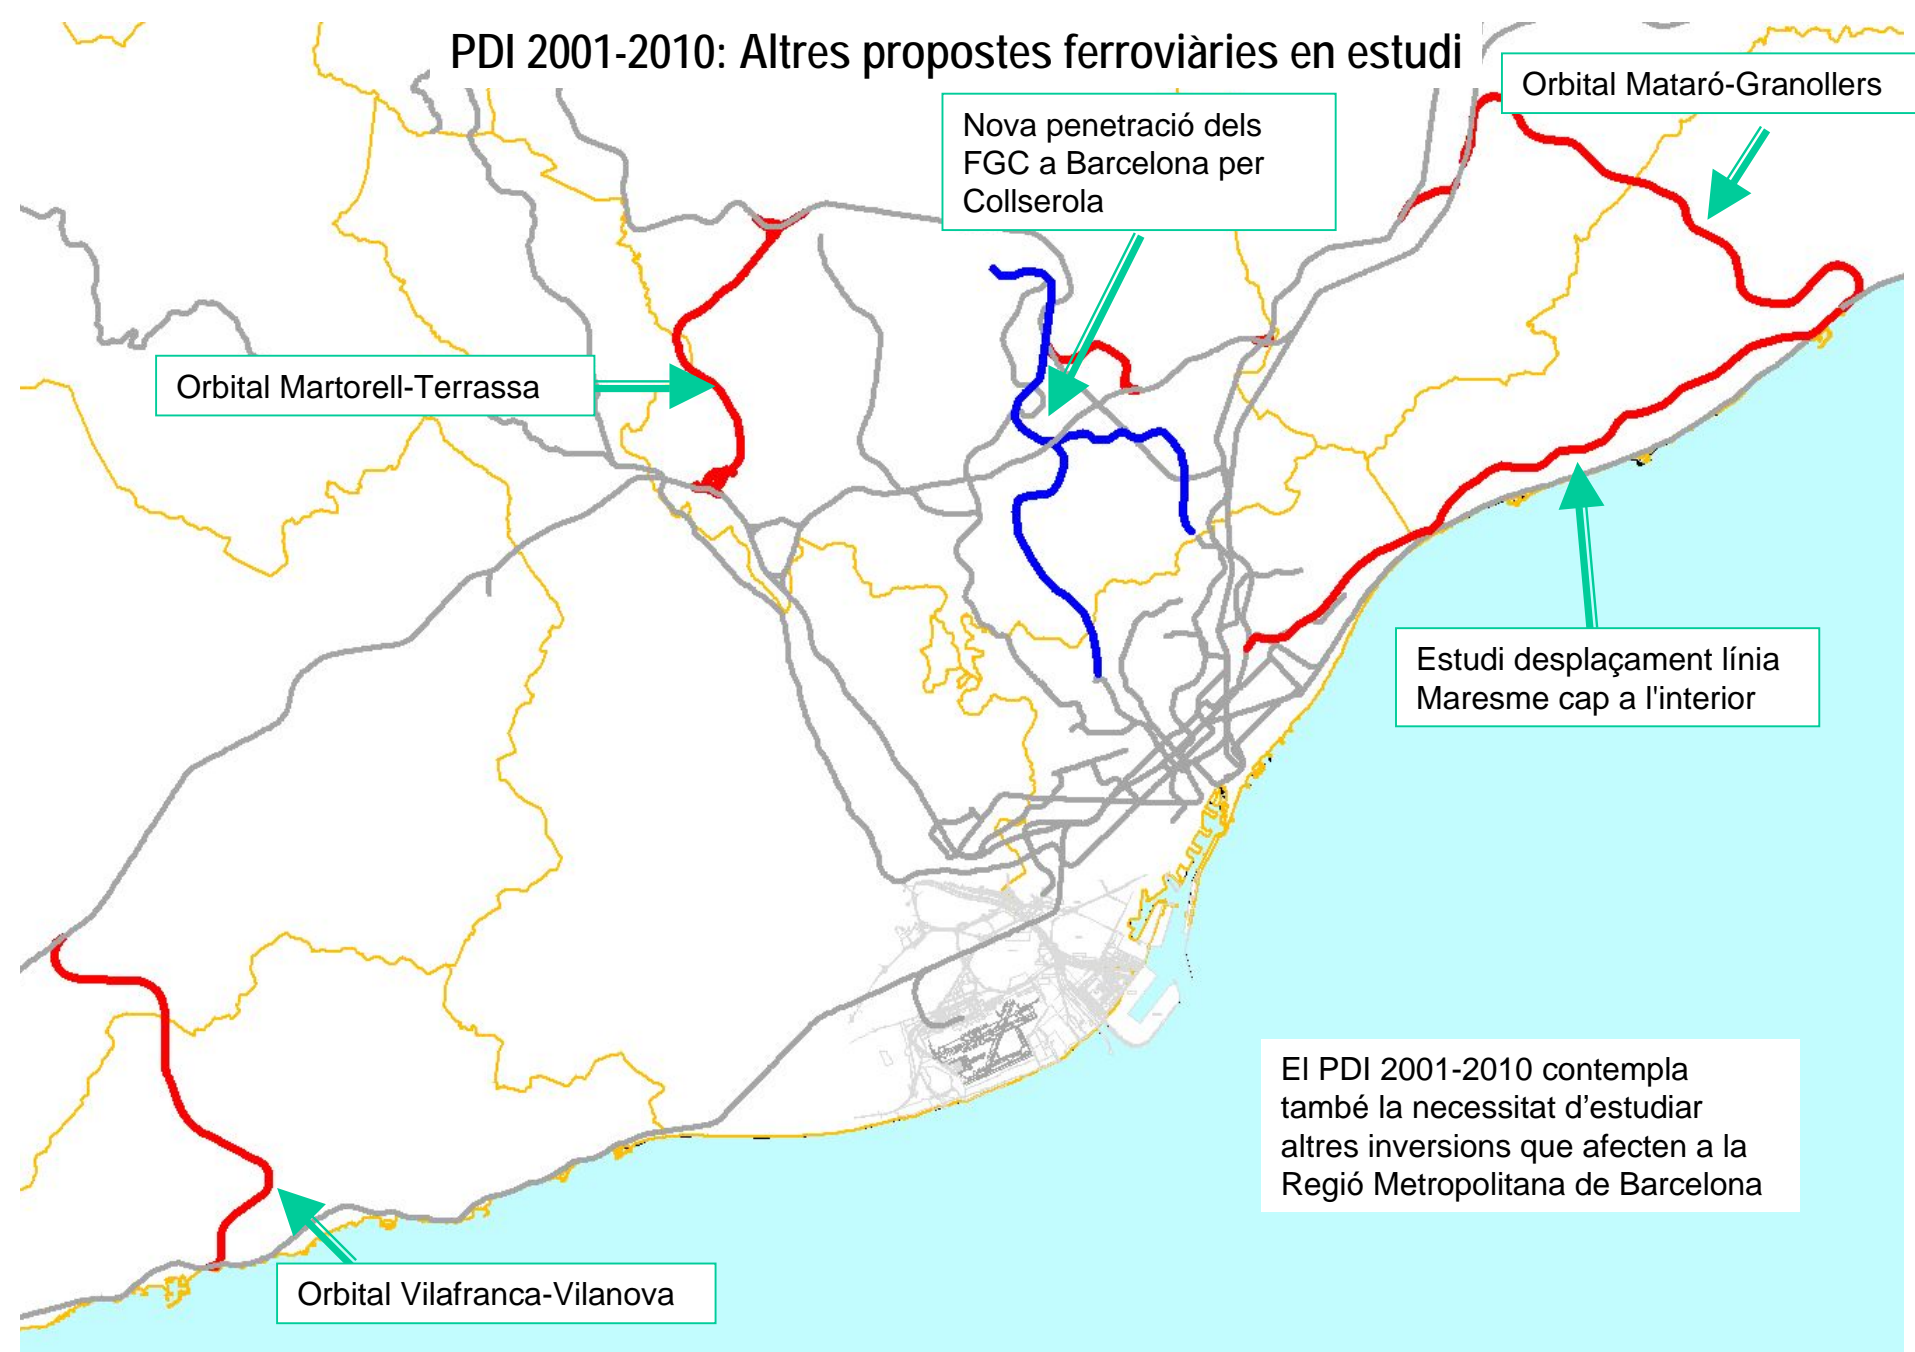 PDI 2001-2010: Altres propostes ferroviàries en estudi
Orbital Mataró-Granollers
Nova penetració dels
FGC a Barcelona per
Collserola
Orbital Martorell-Terrassa
Estudi desplaçament línia
Maresme cap a l'interior
El PDI 2001-2010 contempla
també la necessitat d’estudiar
altres inversions que afecten a la
Regió Metropolitana de Barcelona
Orbital Vilafranca-Vilanova